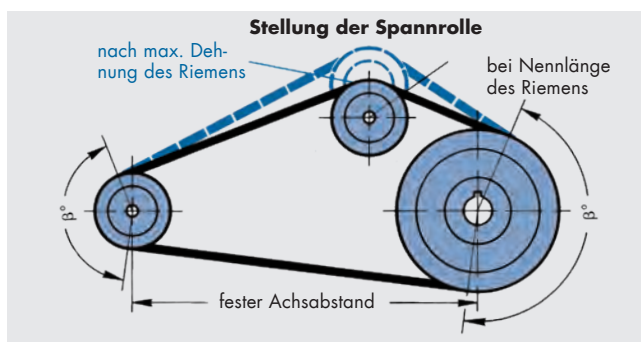 Stellung der Spannrolle
nach max. Deh-
nung des Riemens
bei Nennlänge
des Riemens
β°
β°
fester Achsabstand